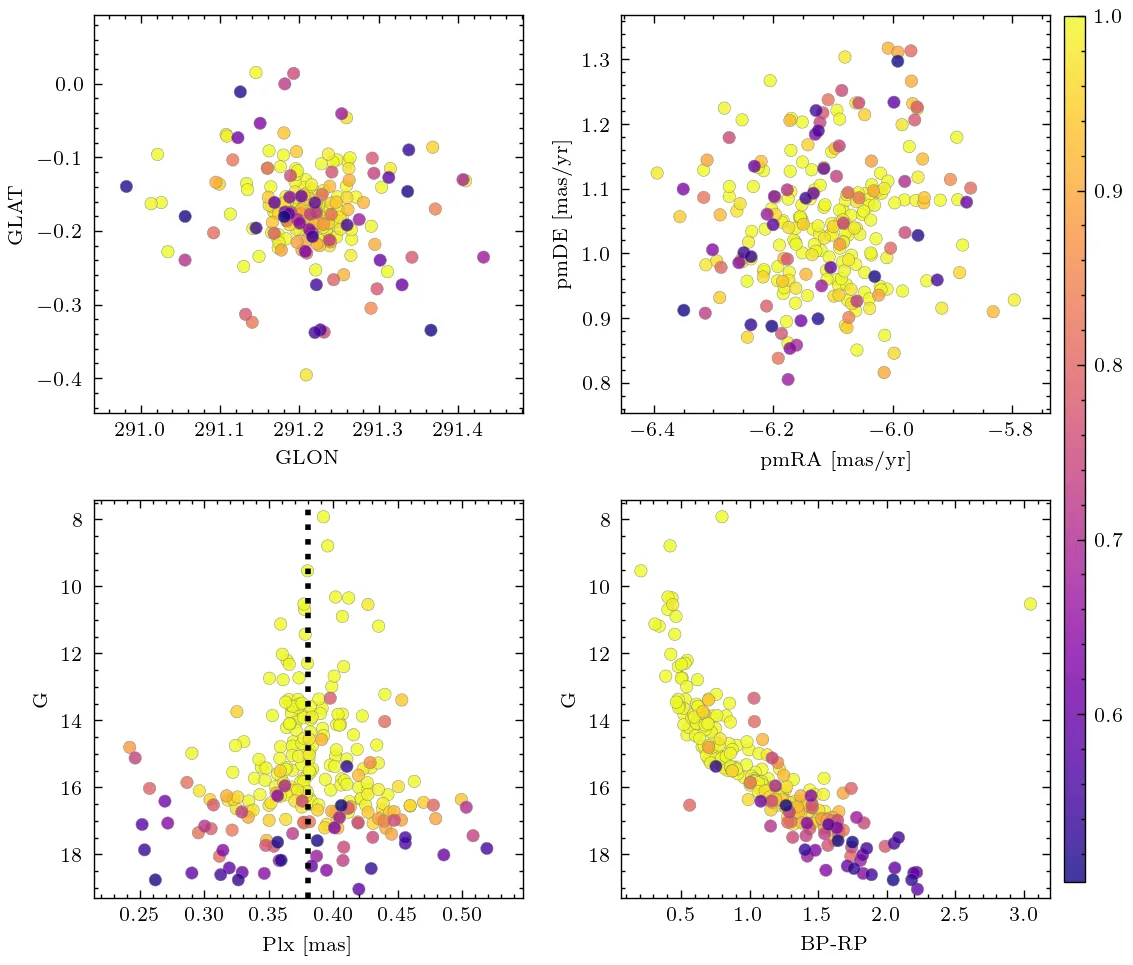 0.0
−0.1
−0.2
−0.3
−0.4
GLAT
291.0 291.1 291.2 291.3 291.4
GLON
1.3
1.2
1.1
1.0
0.9
0.8
pmDE [mas/yr]
−6.4 −6.2 −6.0 −5.8
pmRA [mas/yr]
1.0
0.9
0.8
0.7
0.6
8
10
12
14
16
18
G
0.25 0.30 0.35 0.40 0.45 0.50
Plx [mas]
8
10
12
14
16
18
G
0.5 1.0 1.5 2.0 2.5 3.0
BP-RP